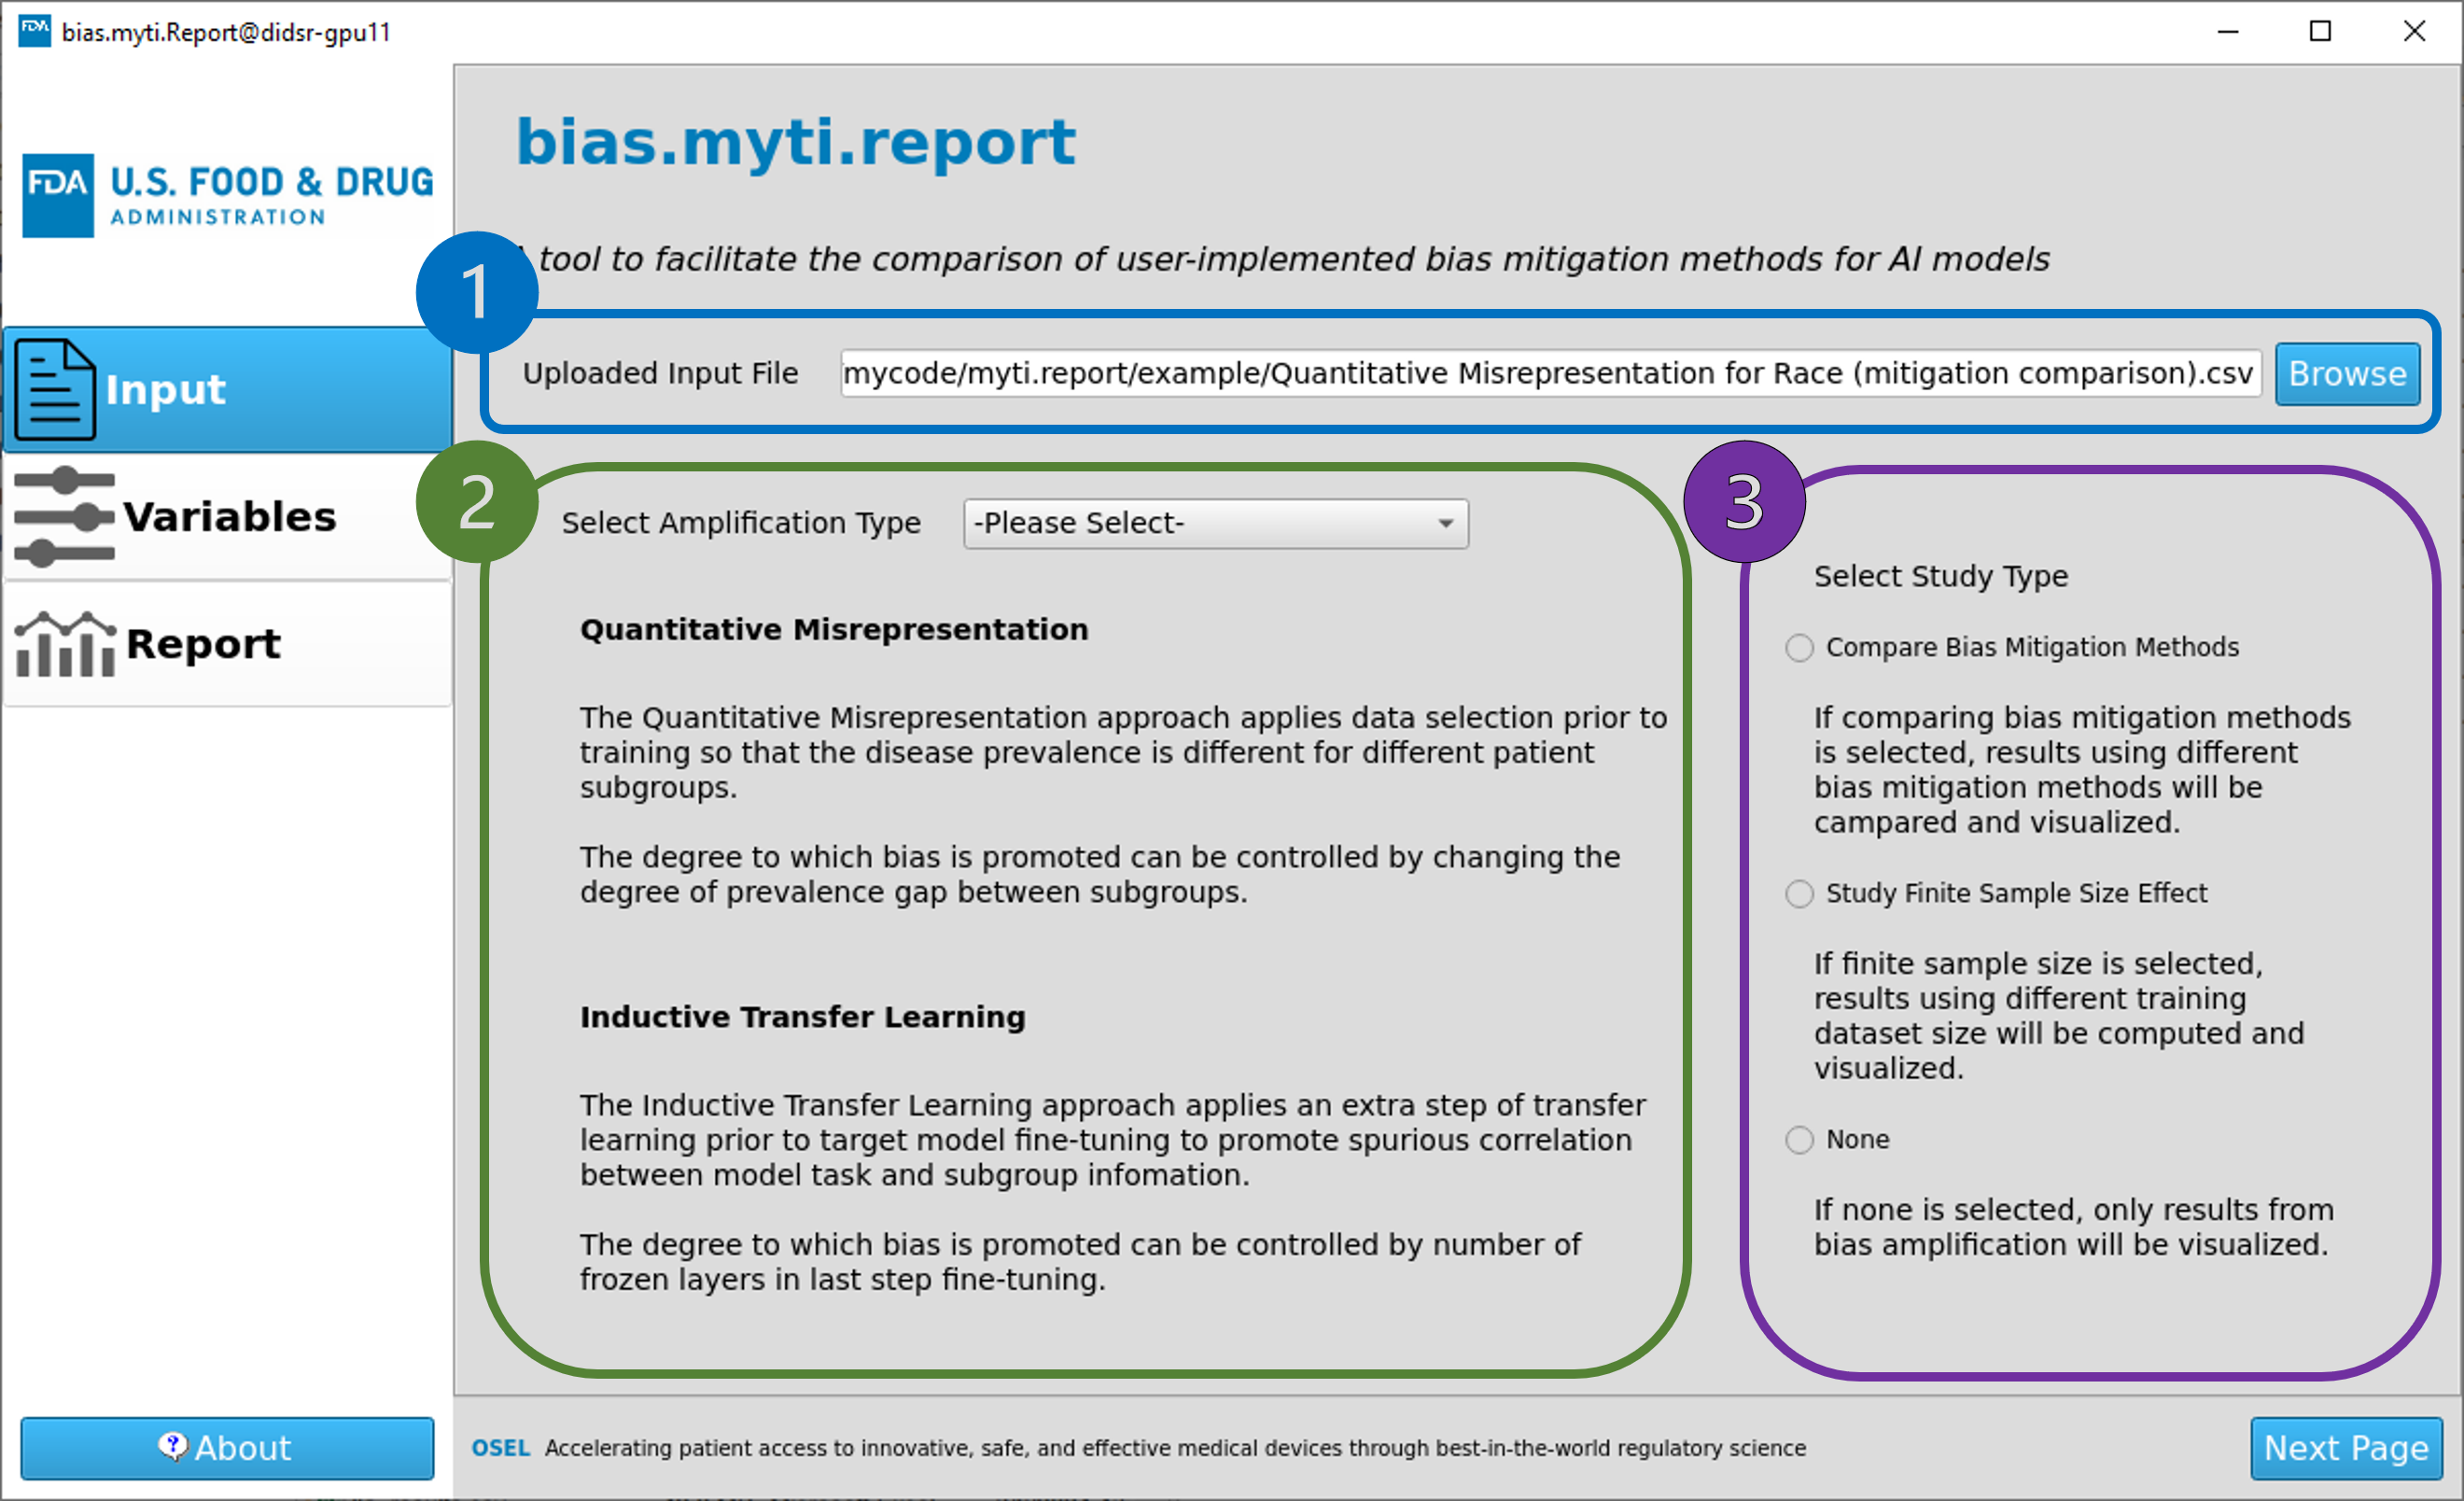 FDA bias.myti.Report@didsr-gpu11
FDA U.S. FOOD & DRUG
ADMINISTRATION
bias.myti.report
tool to facilitate the comparison of user-implemented bias mitigation methods for AI models
1
Uploaded Input File mycode/myti.report/example/Quantitative Misrepresentation for Race (mitigation comparison).csv Browse
Input
Variables
Report
2
Select Amplification Type -Please Select-
Quantitative Misrepresentation
The Quantitative Misrepresentation approach applies data selection prior to
training so that the disease prevalence is different for different patient
subgroups.
The degree to which bias is promoted can be controlled by changing the
degree of prevalence gap between subgroups.
Inductive Transfer Learning
The Inductive Transfer Learning approach applies an extra step of transfer
learning prior to target model fine-tuning to promote spurious correlation
between model task and subgroup infomation.
The degree to which bias is promoted can be controlled by number of
frozen layers in last step fine-tuning.
3
Select Study Type
Compare Bias Mitigation Methods
If comparing bias mitigation methods
is selected, results using different
bias mitigation methods will be
campared and visualized.
Study Finite Sample Size Effect
If finite sample size is selected,
results using different training
dataset size will be computed and
visualized.
None
If none is selected, only results from
bias amplification will be visualized.
? About
OSEL Accelerating patient access to innovative, safe, and effective medical devices through best-in-the-world regulatory science
Next Page